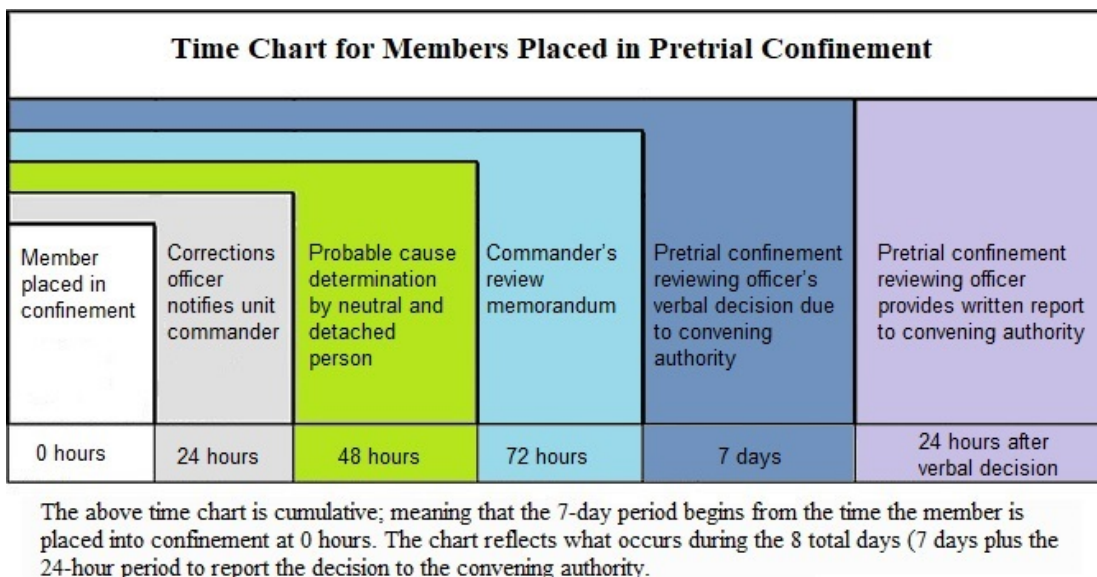 Time Chart for Members Placed in Pretrial Confinement
Member
placed in
confinement
Corrections
officer
notifies unit
commander
Probable cause
determination
by neutral and
detached
person
Commander's
review
memorandum
Pretrial confinement
reviewing officer's
verbal decision due
to convening
authority
Pretrial confinement
reviewing officer
provides written report
to convening authority
0 hours
24 hours
48 hours
72 hours
7 days
24 hours after
verbal decision
The above time chart is cumulative; meaning that the 7-day period begins from the time the member is
placed into confinement at 0 hours. The chart reflects what occurs during the 8 total days (7 days plus the
24-hour period to report the decision to the convening authority.